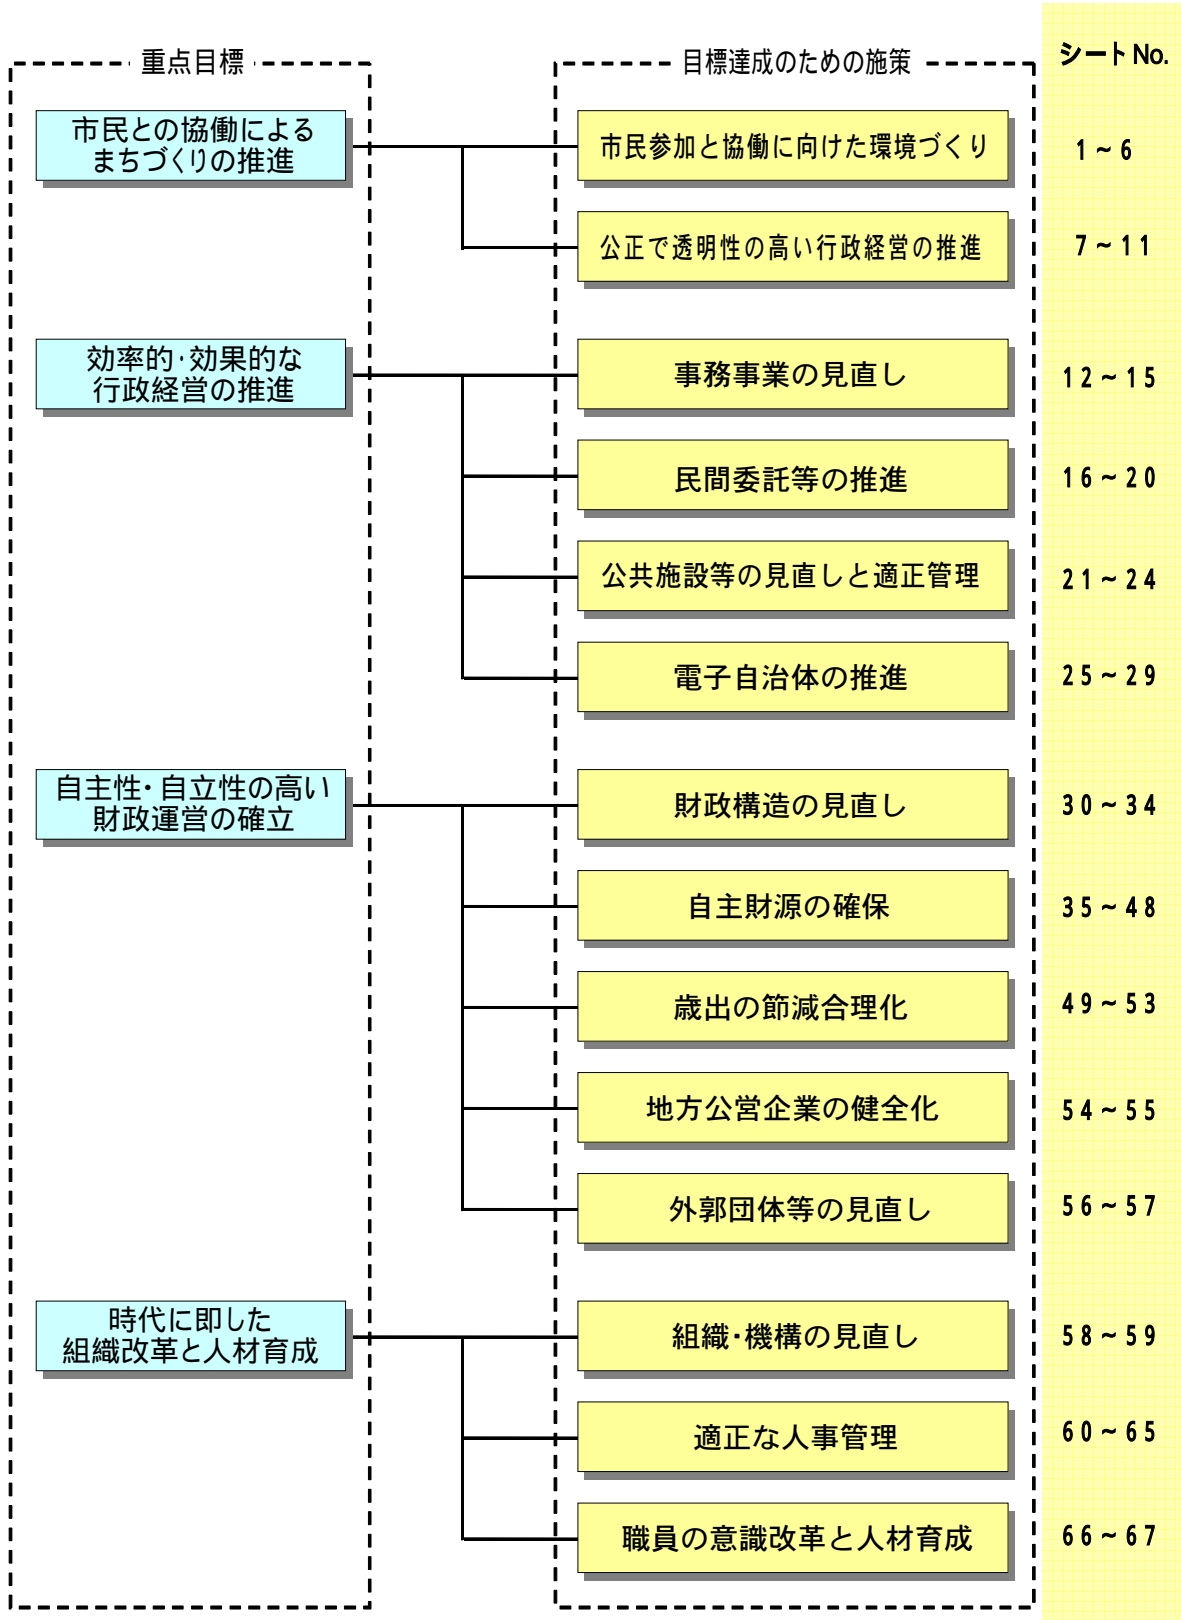 重点目標
目標達成のための施策
シートNo.
市民との協働による
まちづくりの推進
市民参加と協働に向けた環境づくり
1~6
公正で透明性の高い行政経営の推進
7~11
効率的・効果的な
行政経営の推進
事務事業の見直し
12~15
民間委託等の推進
16~20
公共施設等の見直しと適正管理
21~24
電子自治体の推進
25~29
自主性・自立性の高い
財政運営の確立
財政構造の見直し
30~34
自主財源の確保
35~48
歳出の節減合理化
49~53
地方公営企業の健全化
54~55
外郭団体等の見直し
56~57
時代に即した
組織改革と人材育成
組織・機構の見直し
58~59
適正な人事管理
60~65
職員の意識改革と人材育成
66~67